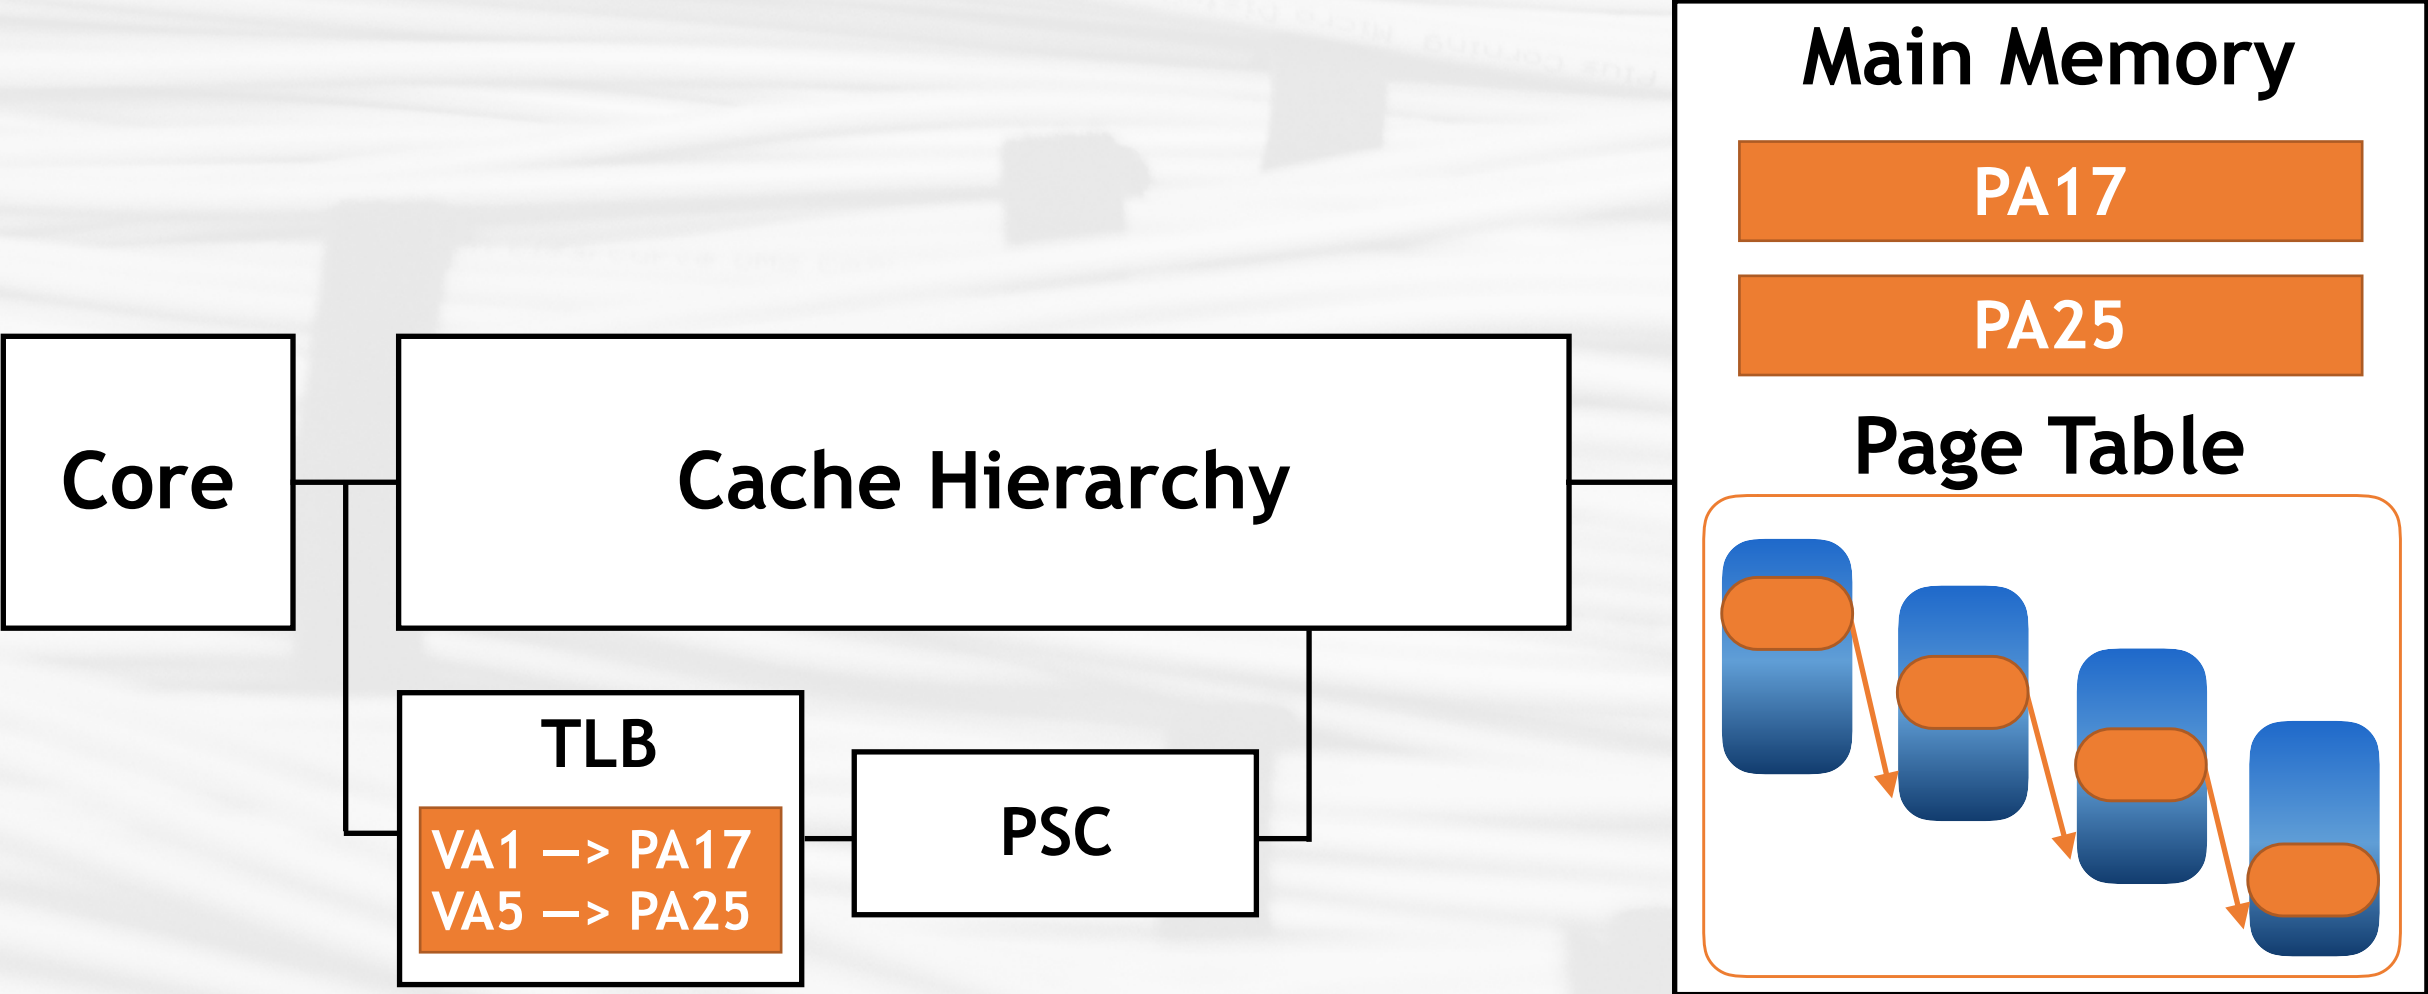 Main Memory
PA17
PA25
Page Table
Core
Cache Hierarchy
TLB
VA1 —> PA17
VA5 —> PA25
PSC